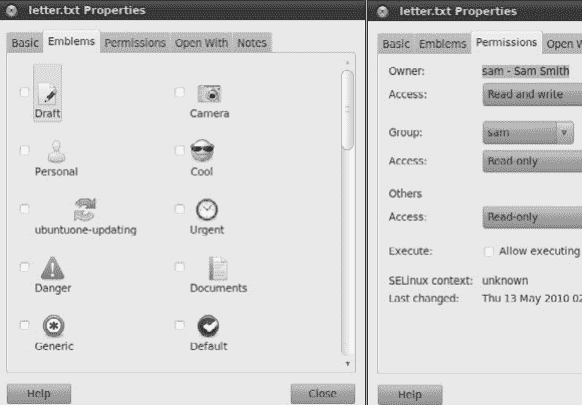 letter.txt Properties
Basic Emblems Permissions Open With Notes
Draft
Camera
Personal
Cool
ubuntuone-updating
Urgent
Danger
Documents
Generic
Default
Help
Close
letter.txt Properties
Basic Emblems Permissions Open W
Owner: sam - Sam Smith
Access: Read and write
Group: sam
Access: Read-only
Others
Access: Read-only
Execute: Allow executing
SELinux context: unknown
Last changed: Thu 13 May 2010 02
Help